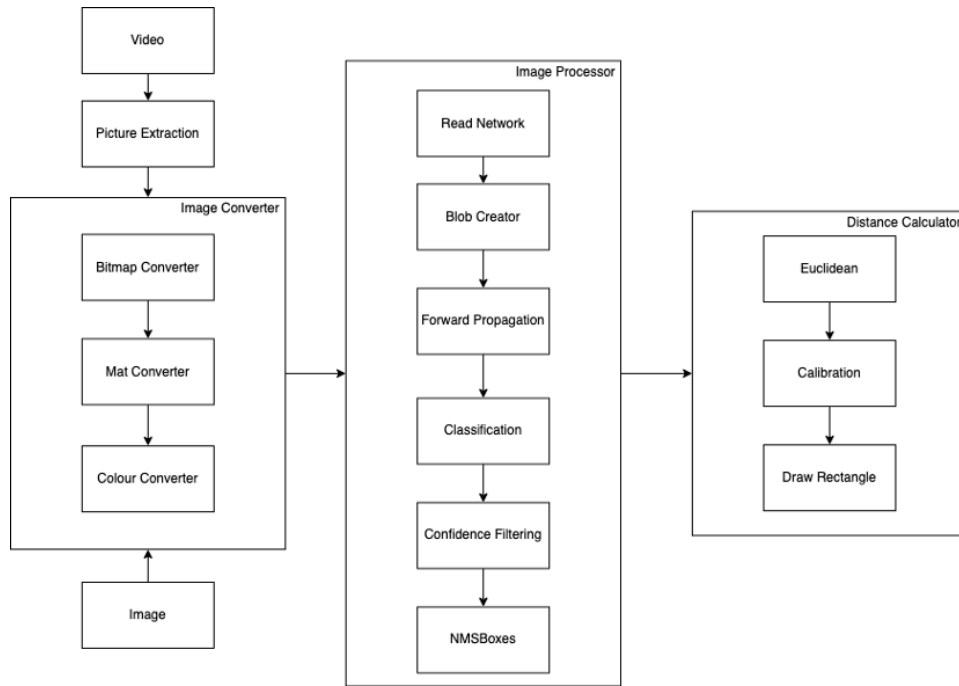 Video
Picture Extraction
Image Converter
Bitmap Converter
Mat Converter
Colour Converter
Image
Image Processor
Read Network
Blob Creator
Forward Propagation
Classification
Confidence Filtering
NMSBoxes
Distance Calculator
Euclidean
Calibration
Draw Rectangle